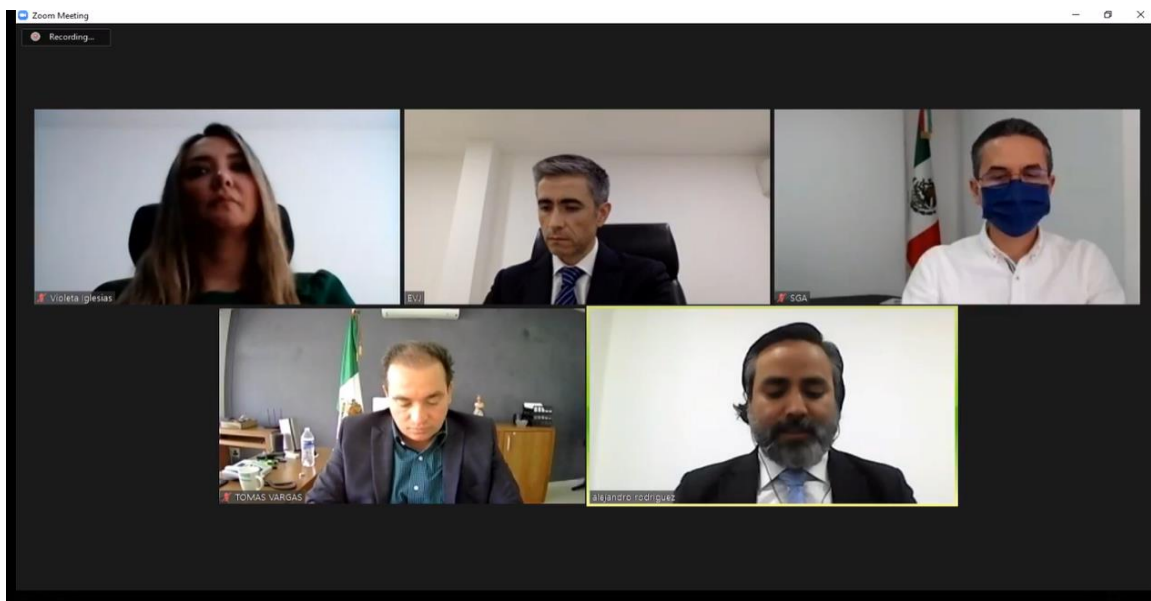 Zoom Meeting
Recording...
Violeta Iglesias
EVJ
SGA
TOMAS VARGAS
alejandro rodriguez